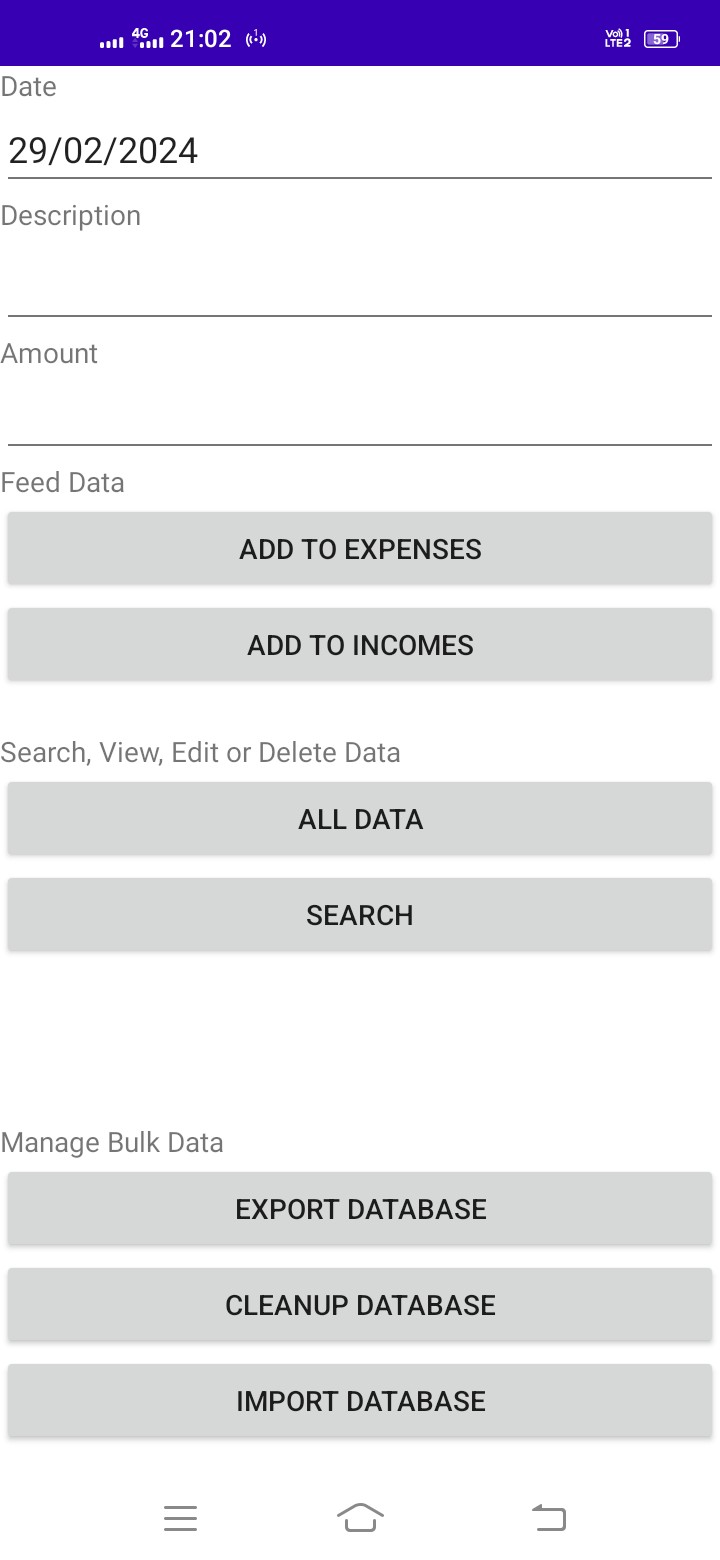 4G 21:02 1 Vo)) 1 LTE2 59
Date
29/02/2024
Description
Amount
Feed Data
ADD TO EXPENSES
ADD TO INCOMES
Search, View, Edit or Delete Data
ALL DATA
SEARCH
Manage Bulk Data
EXPORT DATABASE
CLEANUP DATABASE
IMPORT DATABASE